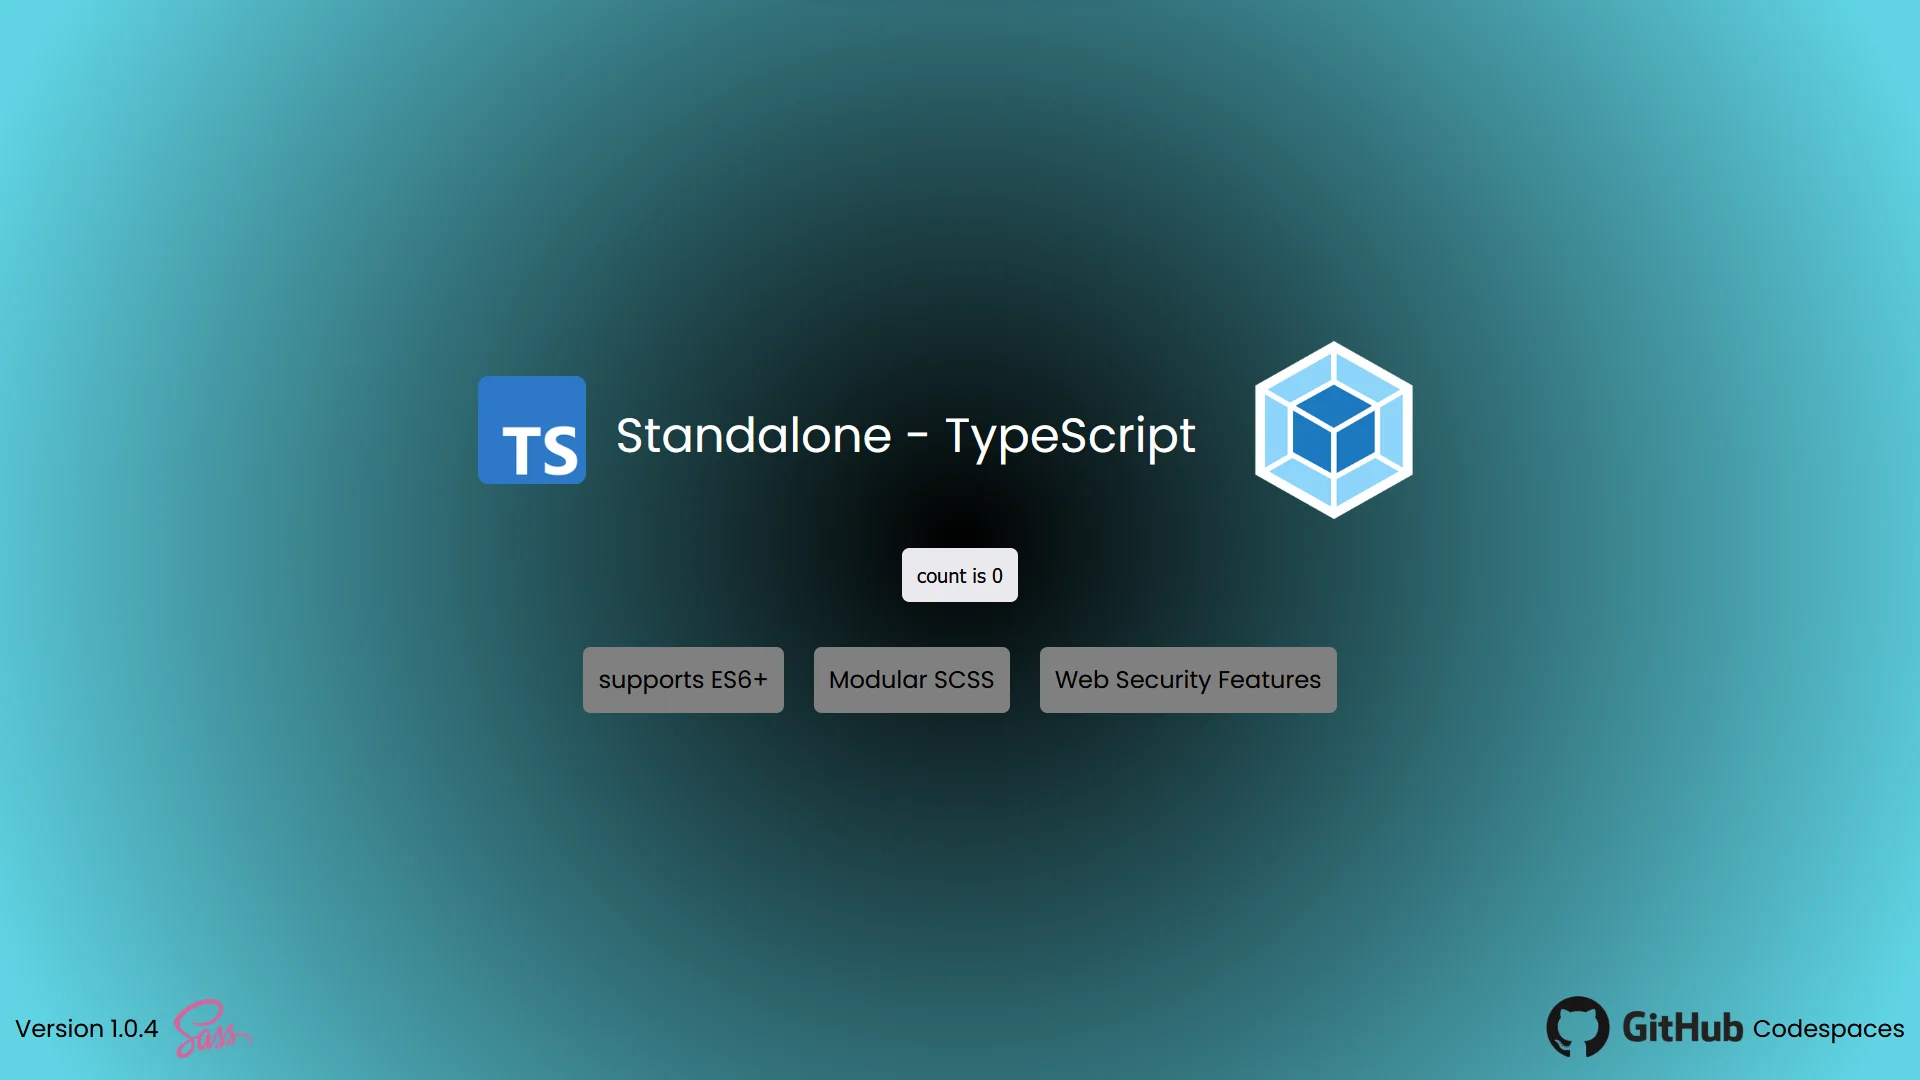 TS
Standalone - TypeScript
count is 0
supports ES6+
Modular SCSS
Web Security Features
Version 1.0.4
Sass
GitHub Codespaces